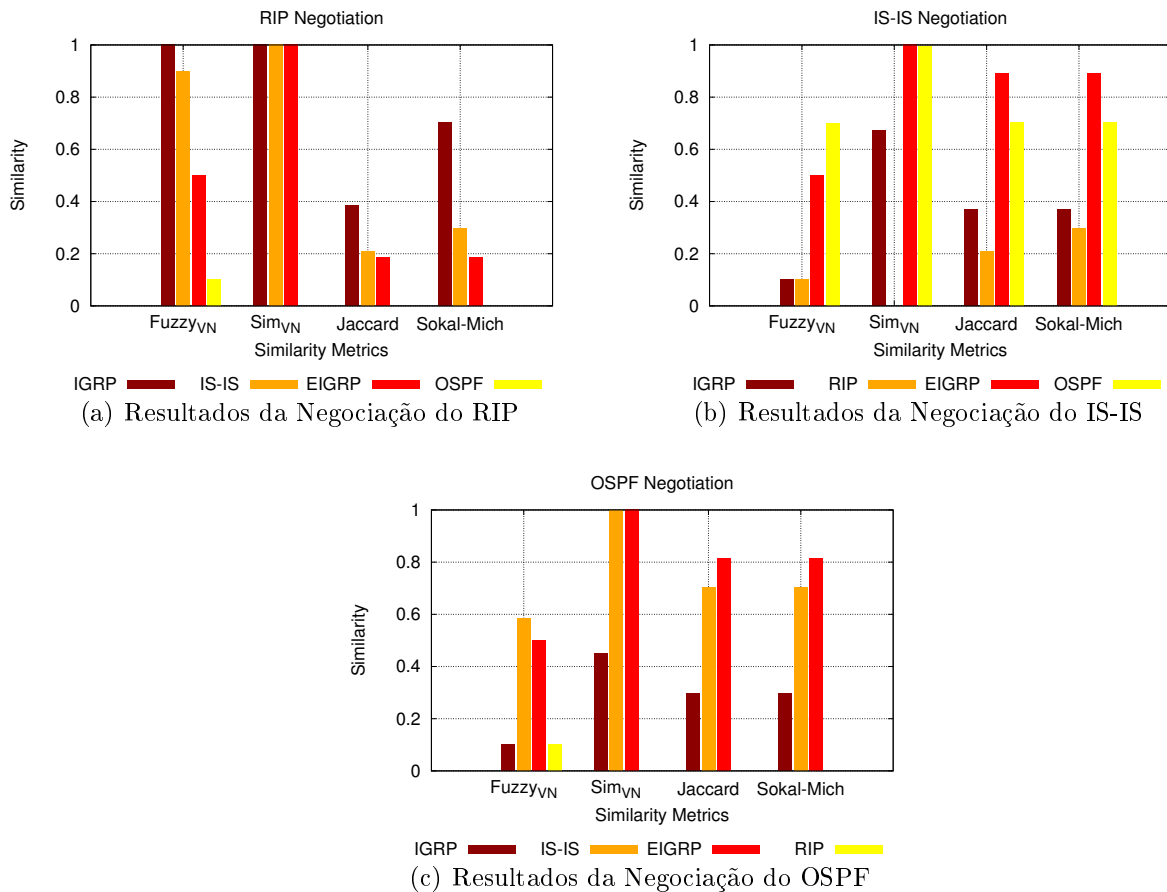 RIP Negotiation
1
0.8
0.6
0.4
0.2
0
Similarity
Fuzzy_VN Sim_VN Jaccard Sokal-Mich
Similarity Metrics
IGRP IS-IS EIGRP OSPF
(a) Resultados da Negociação do RIP
IS-IS Negotiation
1
0.8
0.6
0.4
0.2
0
Similarity
Fuzzy_VN Sim_VN Jaccard Sokal-Mich
Similarity Metrics
IGRP RIP EIGRP OSPF
(b) Resultados da Negociação do IS-IS
OSPF Negotiation
1
0.8
0.6
0.4
0.2
0
Similarity
Fuzzy_VN Sim_VN Jaccard Sokal-Mich
Similarity Metrics
IGRP IS-IS EIGRP RIP
(c) Resultados da Negociação do OSPF